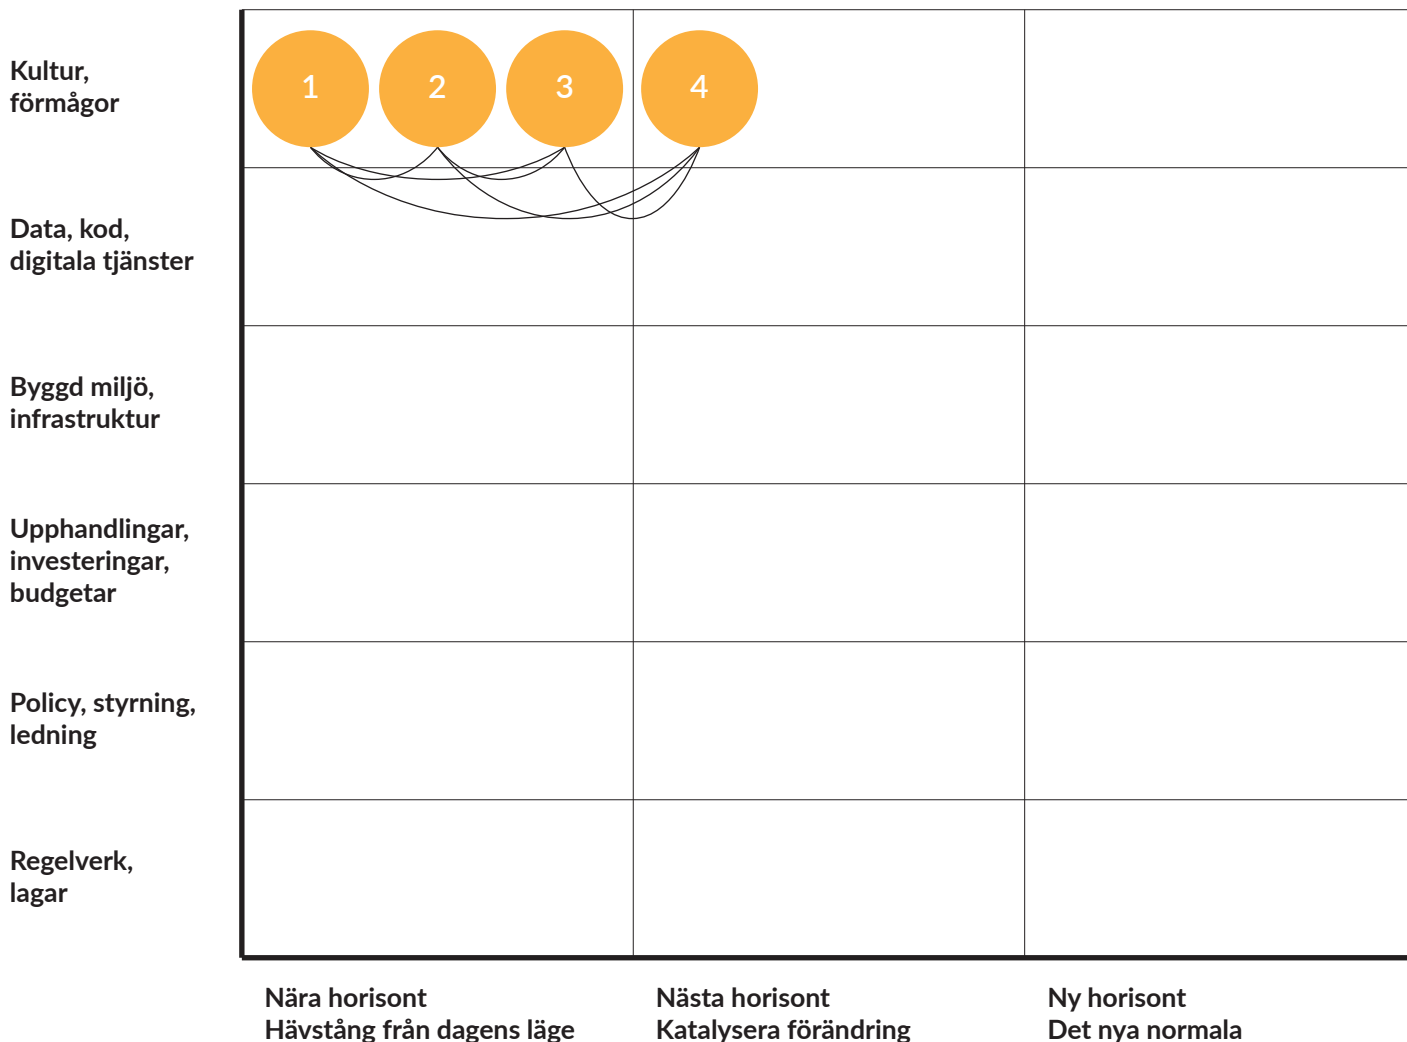 Kultur,
förmågor
1
2
3
4
Data, kod,
digitala tjänster
Byggd miljö,
infrastruktur
Upphandlingar,
investeringar,
budgetar
Policy, styrning,
ledning
Regelverk,
lagar
Nära horisont
Hävstång från dagens läge
Nästa horisont
Katalysera förändring
Ny horisont
Det nya normala